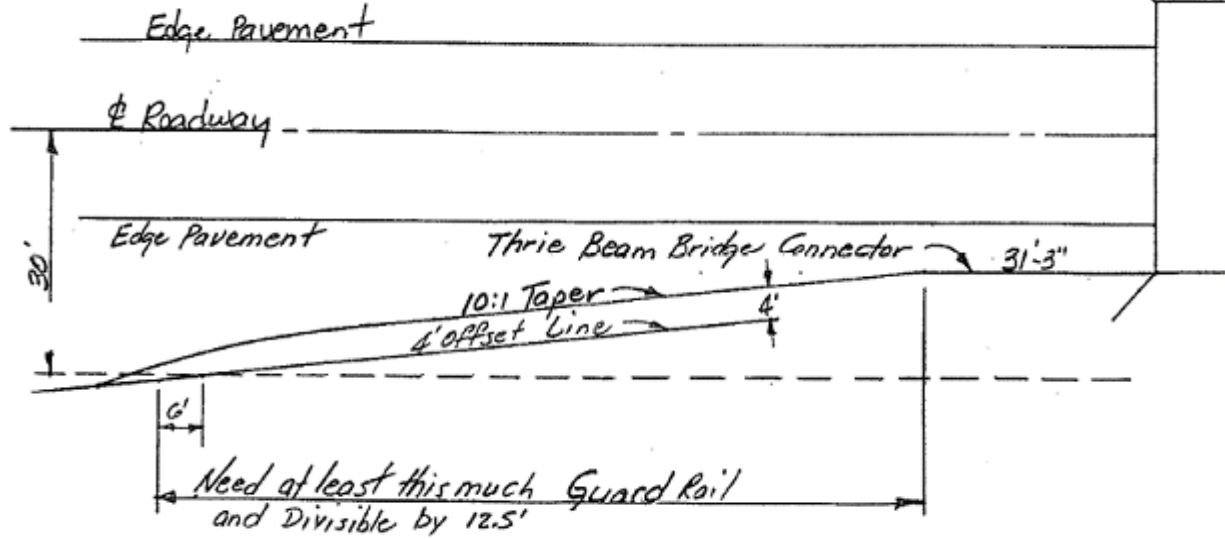 Edge Pavement
℄ Roadway
30'
Edge Pavement
Thrie Beam Bridge Connector
31'-3"
10:1 Taper
4'
4' Offset Line
6'
Need at least this much Guard Rail
and Divisible by 12.5'